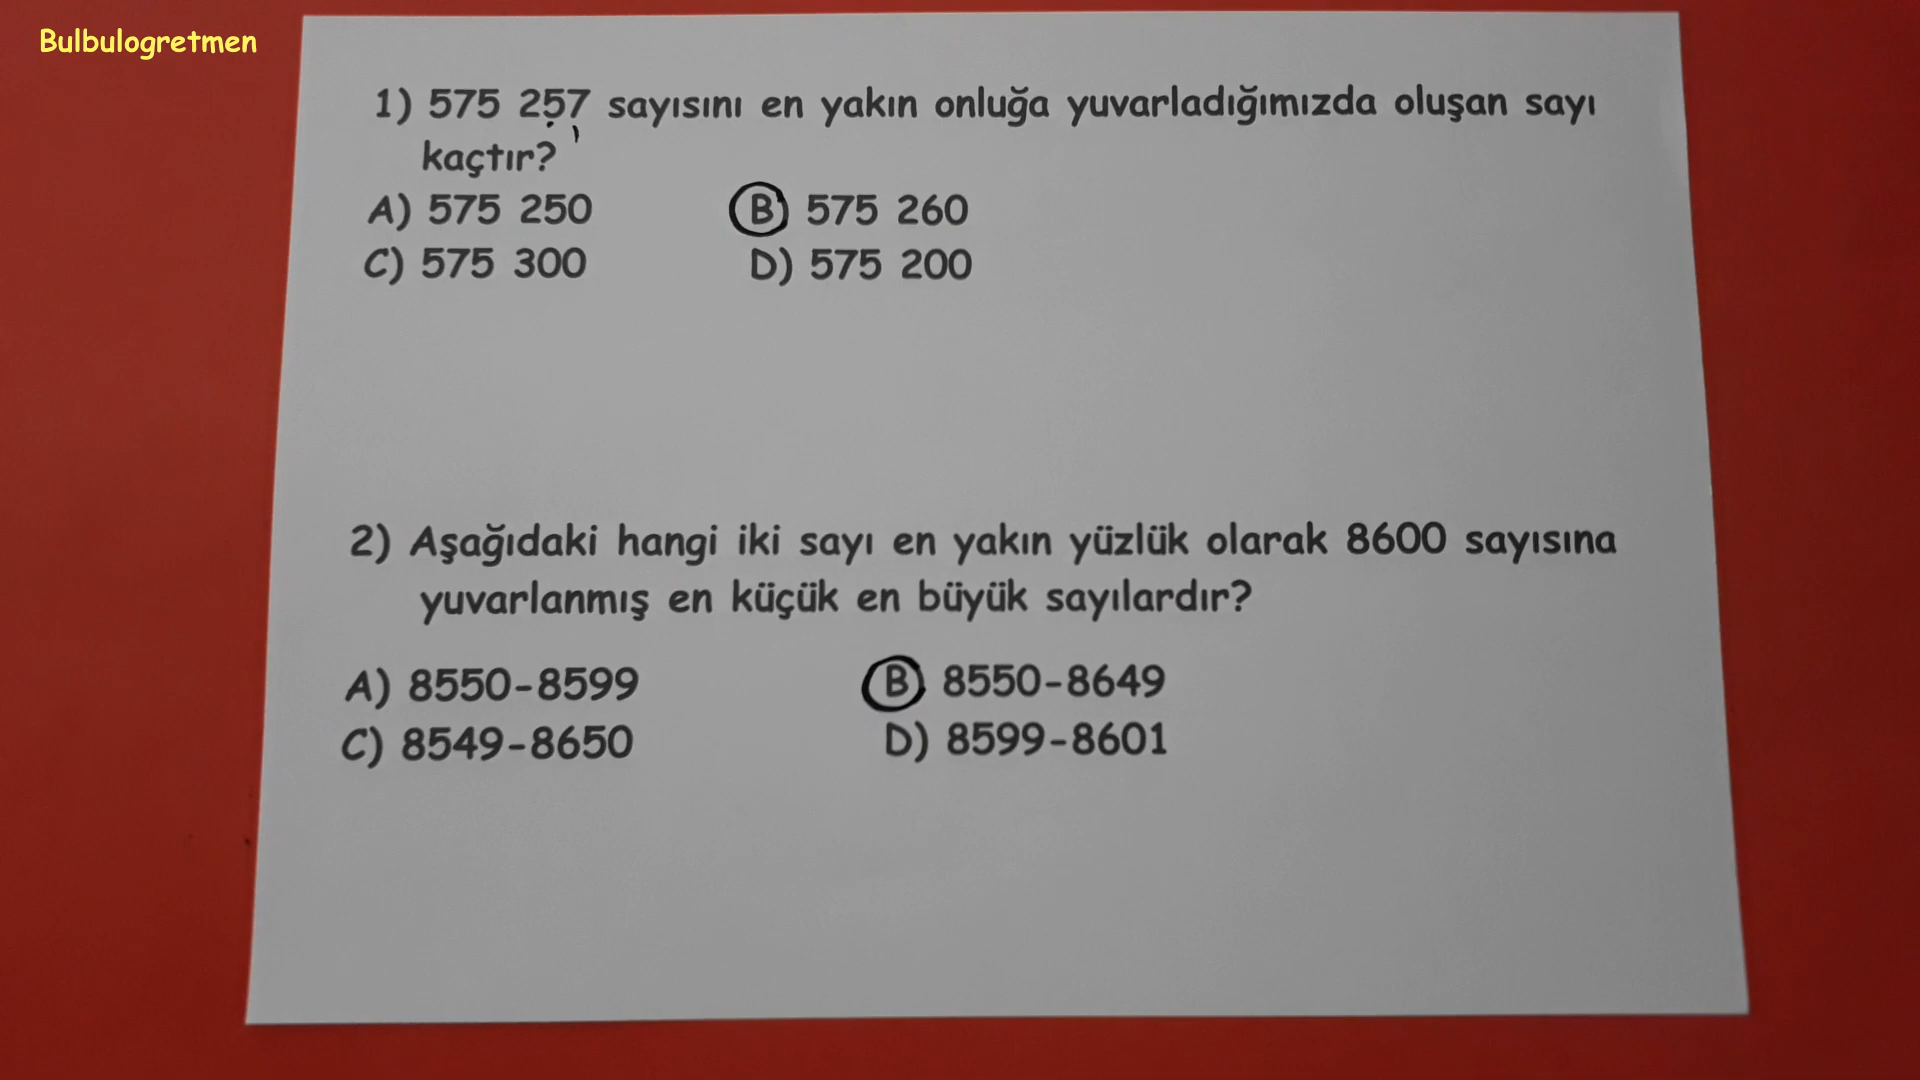 Bulbulogretmen
1) 575 257 sayısını en yakın onluğa yuvarladığımızda oluşan sayı
kaçtır?
A) 575 250 B) 575 260
C) 575 300 D) 575 200
2) Aşağıdaki hangi iki sayı en yakın yüzlük olarak 8600 sayısına
yuvarlanmış en küçük en büyük sayılardır?
A) 8550-8599 B) 8550-8649
C) 8549-8650 D) 8599-8601